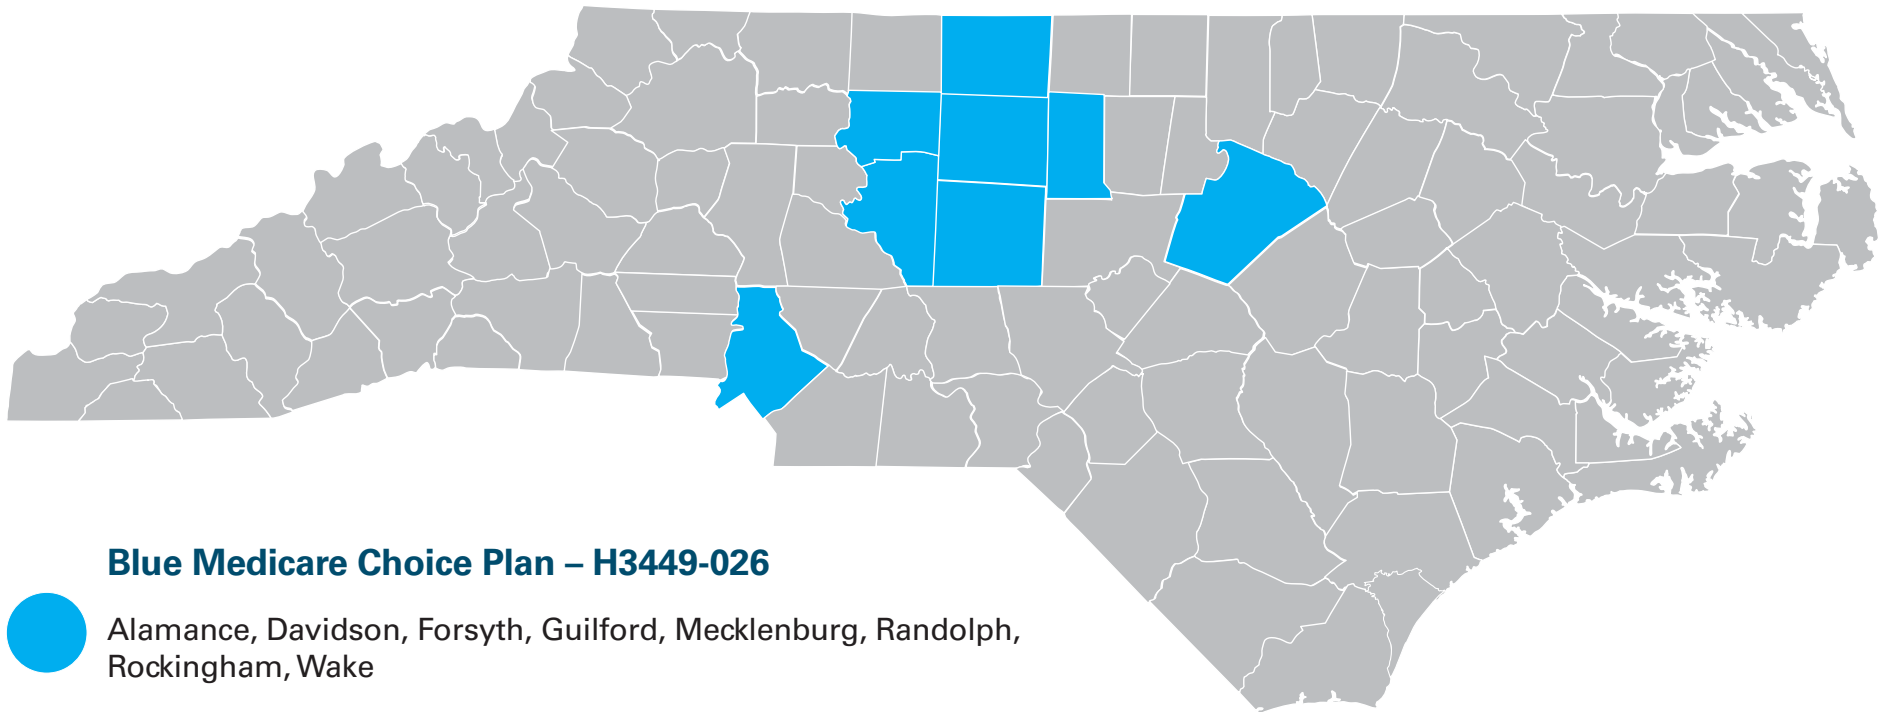 Blue Medicare Choice Plan – H3449-026
Alamance, Davidson, Forsyth, Guilford, Mecklenburg, Randolph,
Rockingham, Wake